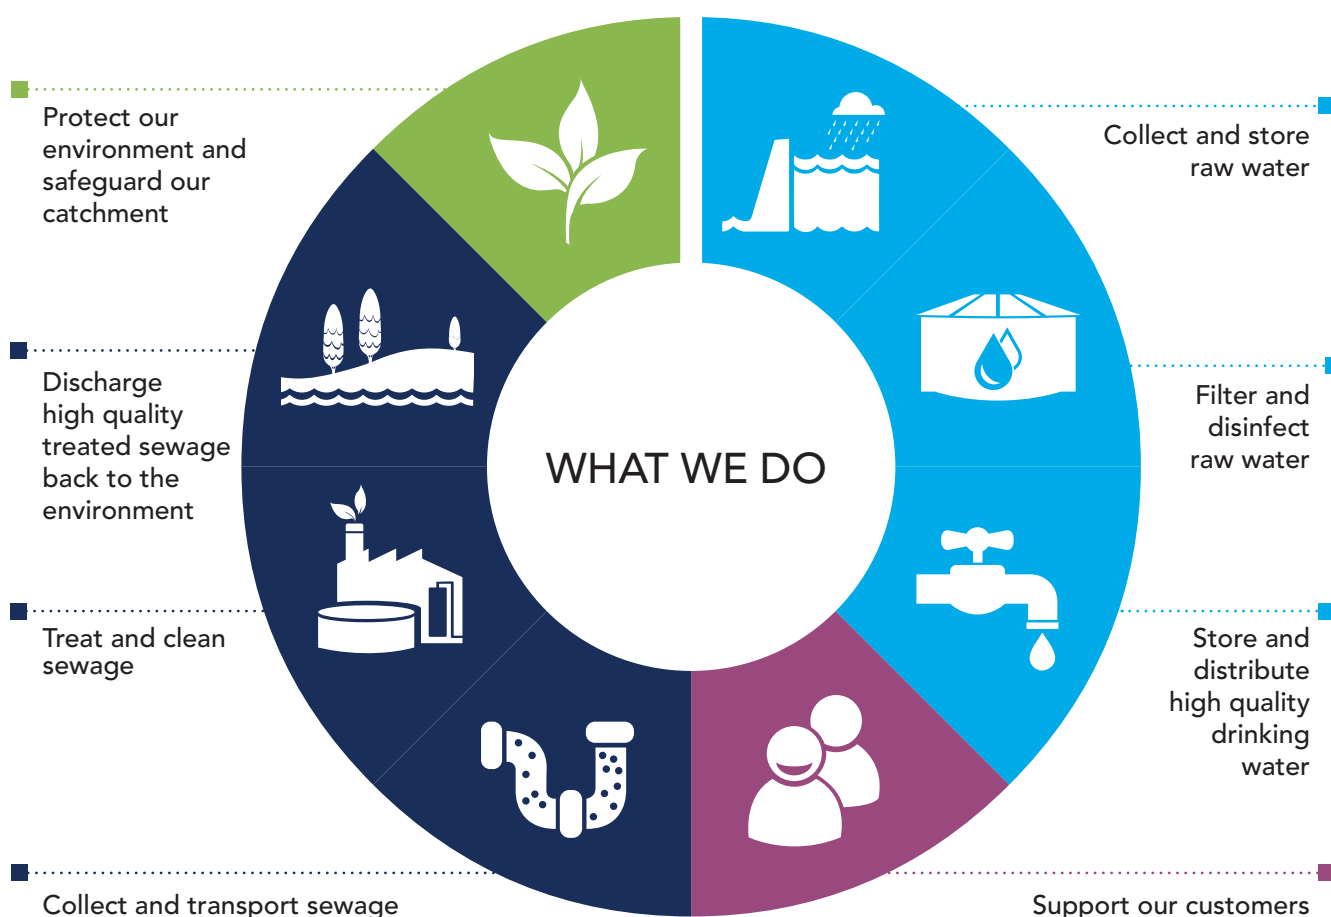 Protect our
environment and
safeguard our
catchment
Discharge
high quality
treated sewage
back to the
environment
Treat and clean
sewage
Collect and transport sewage
WHAT WE DO
Collect and store
raw water
Filter and
disinfect
raw water
Store and
distribute
high quality
drinking
water
Support our customers